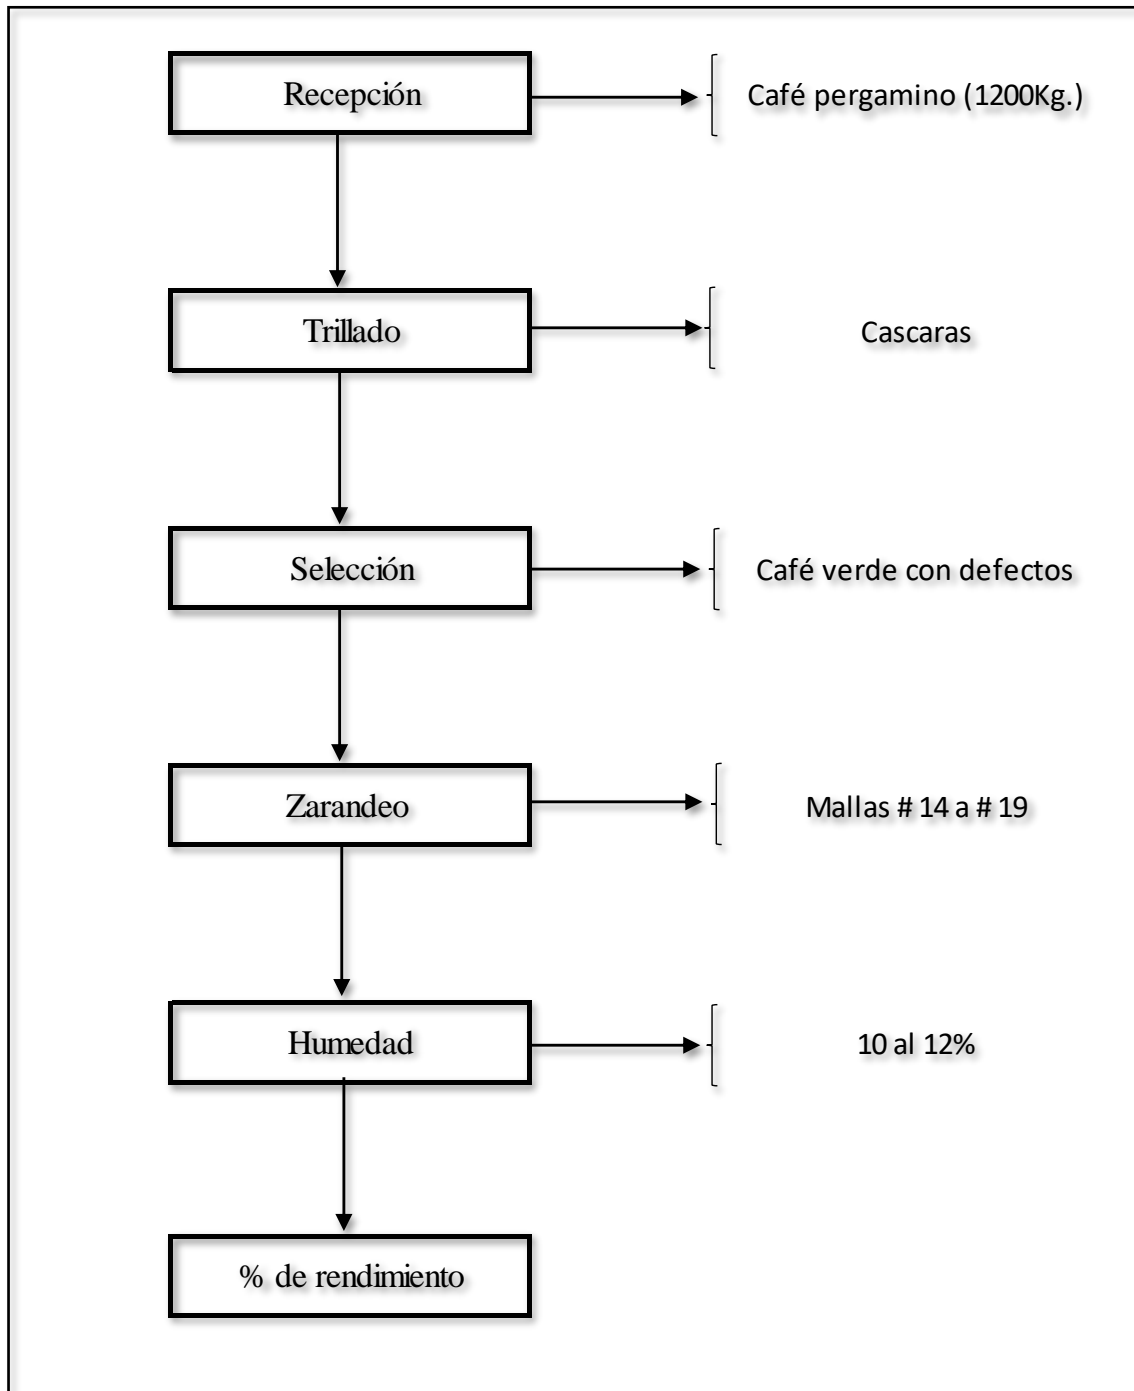 Recepción
Café pergamino (1200Kg.)
Trillado
Cascaras
Selección
Café verde con defectos
Zarandeo
Mallas # 14 a # 19
Humedad
10 al 12%
% de rendimiento